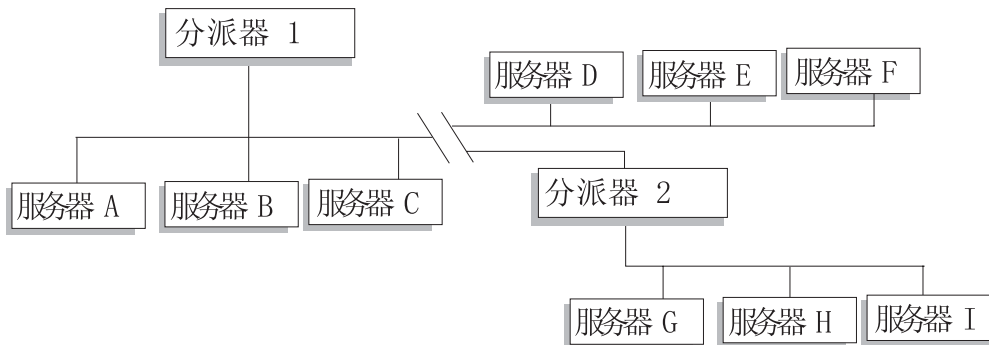 分派器 1
服务器 D
服务器 E
服务器 F
服务器 A
服务器 B
服务器 C
分派器 2
服务器 G
服务器 H
服务器 I